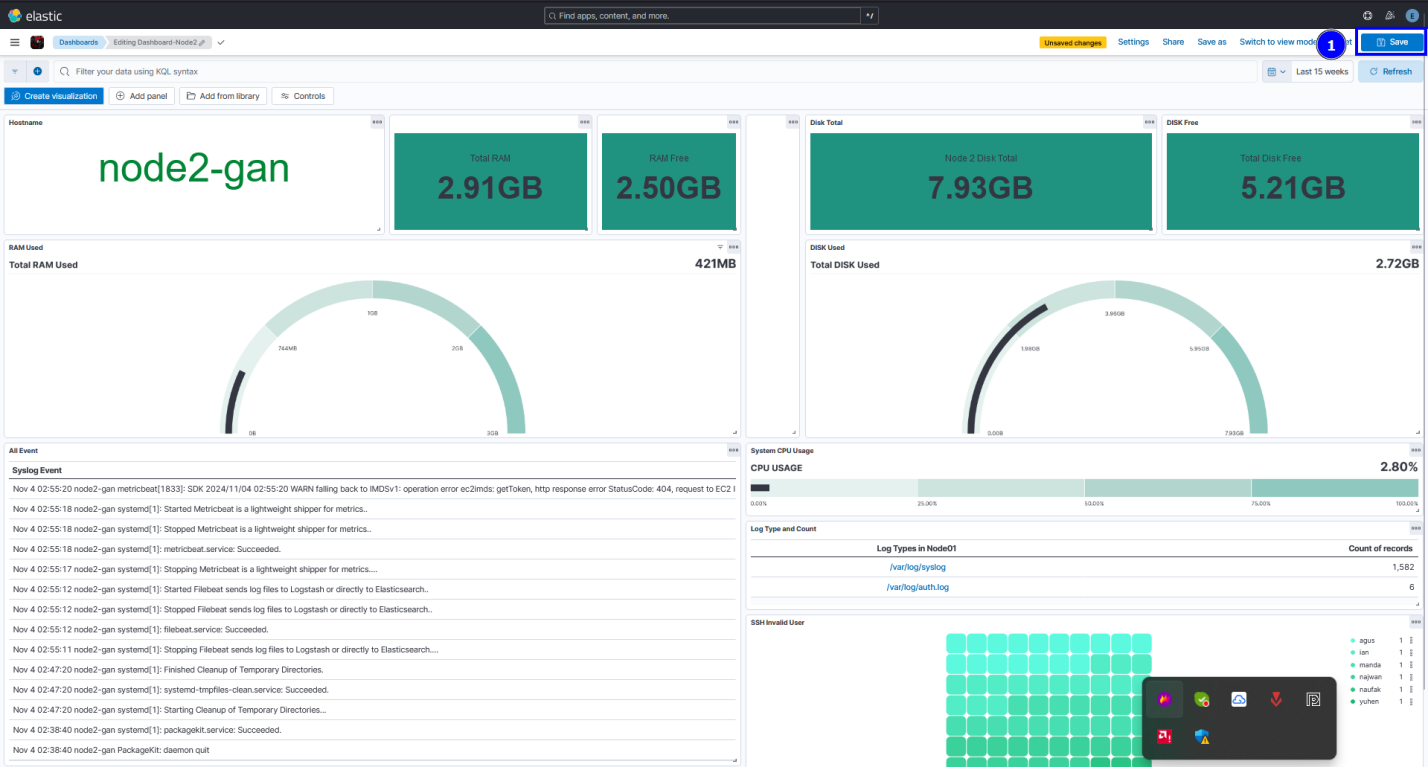 elastic
Find apps, content, and more.
^/
E
Dashboards
Editing Dashboard-Node2
Unsaved changes
Settings
Share
Save as
Switch to view mode
1
Save
Filter your data using KQL syntax
Last 15 weeks
Refresh
Create visualization
Add panel
Add from library
Controls
Hostname
node2-gan
Total RAM
2.91GB
RAM Free
2.50GB
Disk Total
Node 2 Disk Total
7.93GB
DISK Free
Total Disk Free
5.21GB
RAM Used
Total RAM Used
421MB
0B
744MB
1GB
2GB
3GB
DISK Used
Total DISK Used
2.72GB
0.00B
1.98GB
3.96GB
5.95GB
7.93GB
All Event
Syslog Event
Nov 4 02:55:20 node2-gan metricbeat[1833]: SDK 2024/11/04 02:55:20 WARN falling back to IMDSv1: operation error ec2imds: getToken, http response error StatusCode: 404, request to EC2 I
Nov 4 02:55:18 node2-gan systemd[1]: Started Metricbeat is a lightweight shipper for metrics..
Nov 4 02:55:18 node2-gan systemd[1]: Stopped Metricbeat is a lightweight shipper for metrics..
Nov 4 02:55:18 node2-gan systemd[1]: metricbeat.service: Succeeded.
Nov 4 02:55:17 node2-gan systemd[1]: Stopping Metricbeat is a lightweight shipper for metrics....
Nov 4 02:55:12 node2-gan systemd[1]: Started Filebeat sends log files to Logstash or directly to Elasticsearch..
Nov 4 02:55:12 node2-gan systemd[1]: Stopped Filebeat sends log files to Logstash or directly to Elasticsearch..
Nov 4 02:55:12 node2-gan systemd[1]: filebeat.service: Succeeded.
Nov 4 02:55:11 node2-gan systemd[1]: Stopping Filebeat sends log files to Logstash or directly to Elasticsearch....
Nov 4 02:47:20 node2-gan systemd[1]: Finished Cleanup of Temporary Directories.
Nov 4 02:47:20 node2-gan systemd[1]: systemd-tmpfiles-clean.service: Succeeded.
Nov 4 02:47:20 node2-gan systemd[1]: Starting Cleanup of Temporary Directories...
Nov 4 02:38:40 node2-gan systemd[1]: packagekit.service: Succeeded.
Nov 4 02:38:40 node2-gan PackageKit: daemon quit
System CPU Usage
CPU USAGE
2.80%
0.00%
25.00%
50.00%
75.00%
100.00%
Log Type and Count
Log Types in Node01
Count of records
/var/log/syslog
1,582
/var/log/auth.log
6
SSH Invalid User
agus 1
ian 1
manda 1
najwan 1
naufak 1
yuhen 1